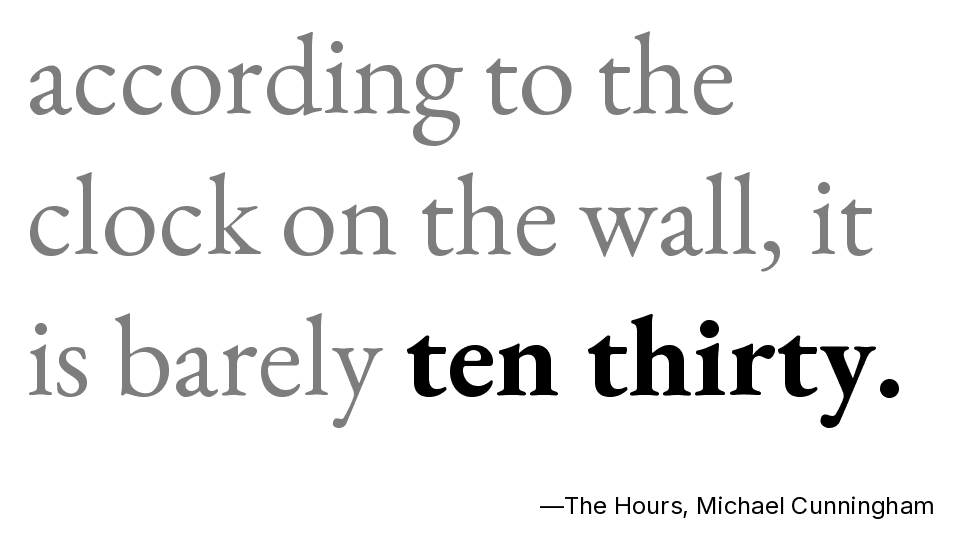 according to the
clock on the wall, it
is barely ten thirty.
—The Hours, Michael Cunningham